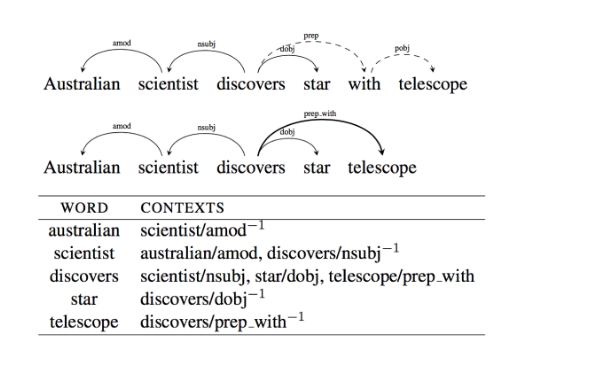 prep
amod nsubj dobj pobj
Australian scientist discovers star with telescope
prep_with
amod nsubj dobj
Australian scientist discovers star telescope
WORD CONTEXTS
australian scientist/amod⁻¹
scientist australian/amod, discovers/nsubj⁻¹
discovers scientist/nsubj, star/dobj, telescope/prep_with
star discovers/dobj⁻¹
telescope discovers/prep_with⁻¹